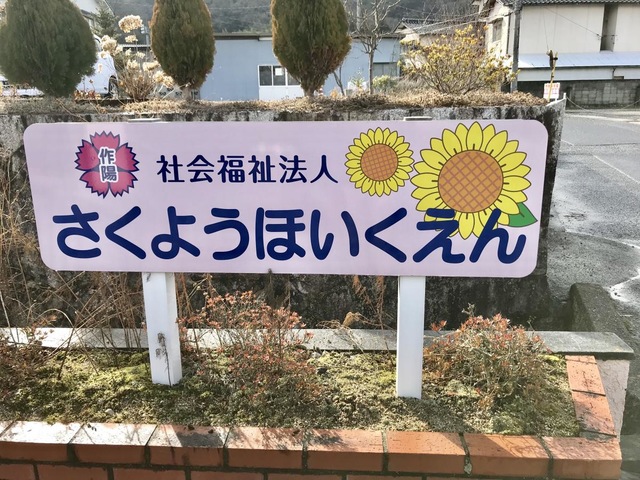 作陽
社会福祉法人
さくようほいくえん